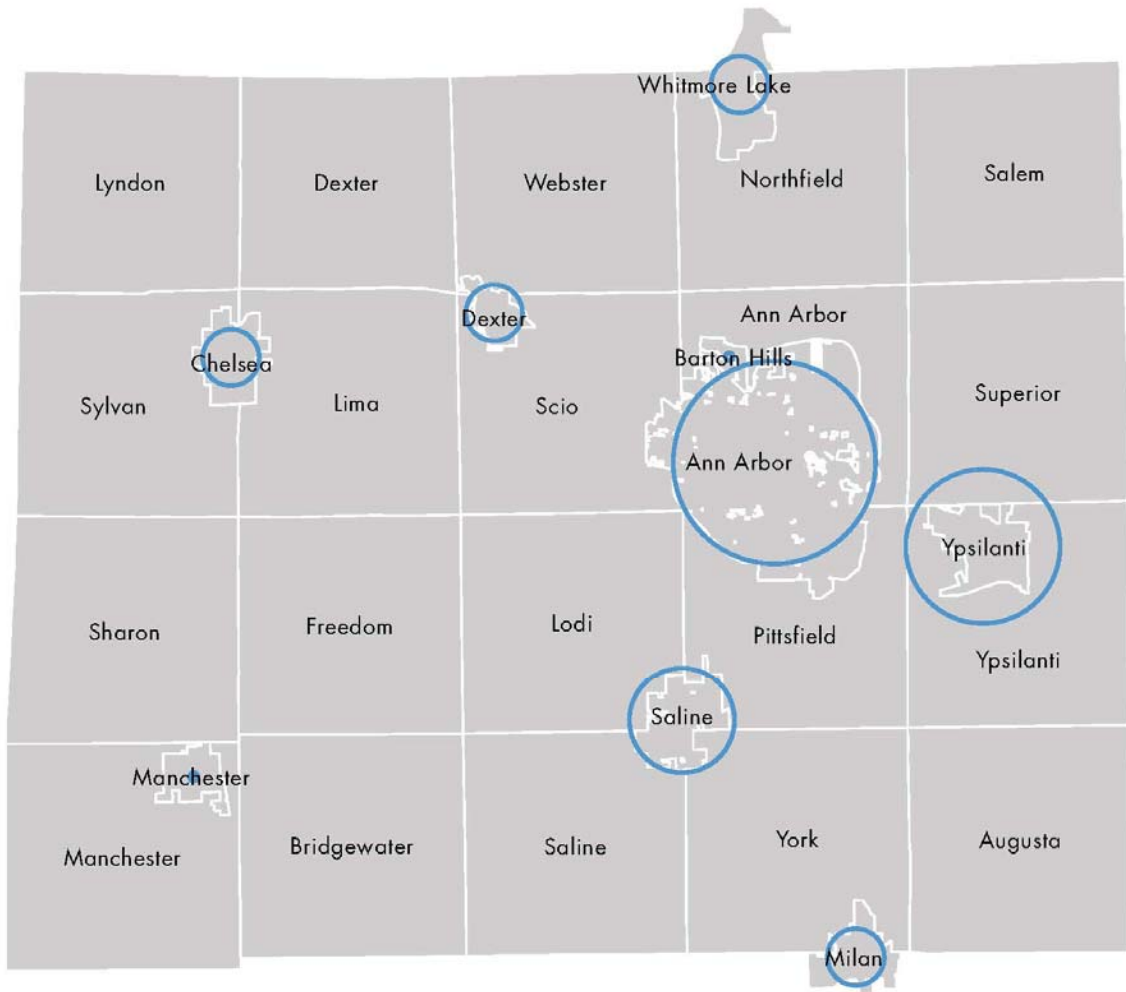 Whitmore Lake
Lyndon
Dexter
Webster
Northfield
Salem
Dexter
Ann Arbor
Chelsea
Barton Hills
Sylvan
Lima
Scio
Superior
Ann Arbor
Ypsilanti
Sharon
Freedom
Lodi
Pittsfield
Ypsilanti
Saline
Manchester
Manchester
Bridgewater
Saline
York
Augusta
Milan